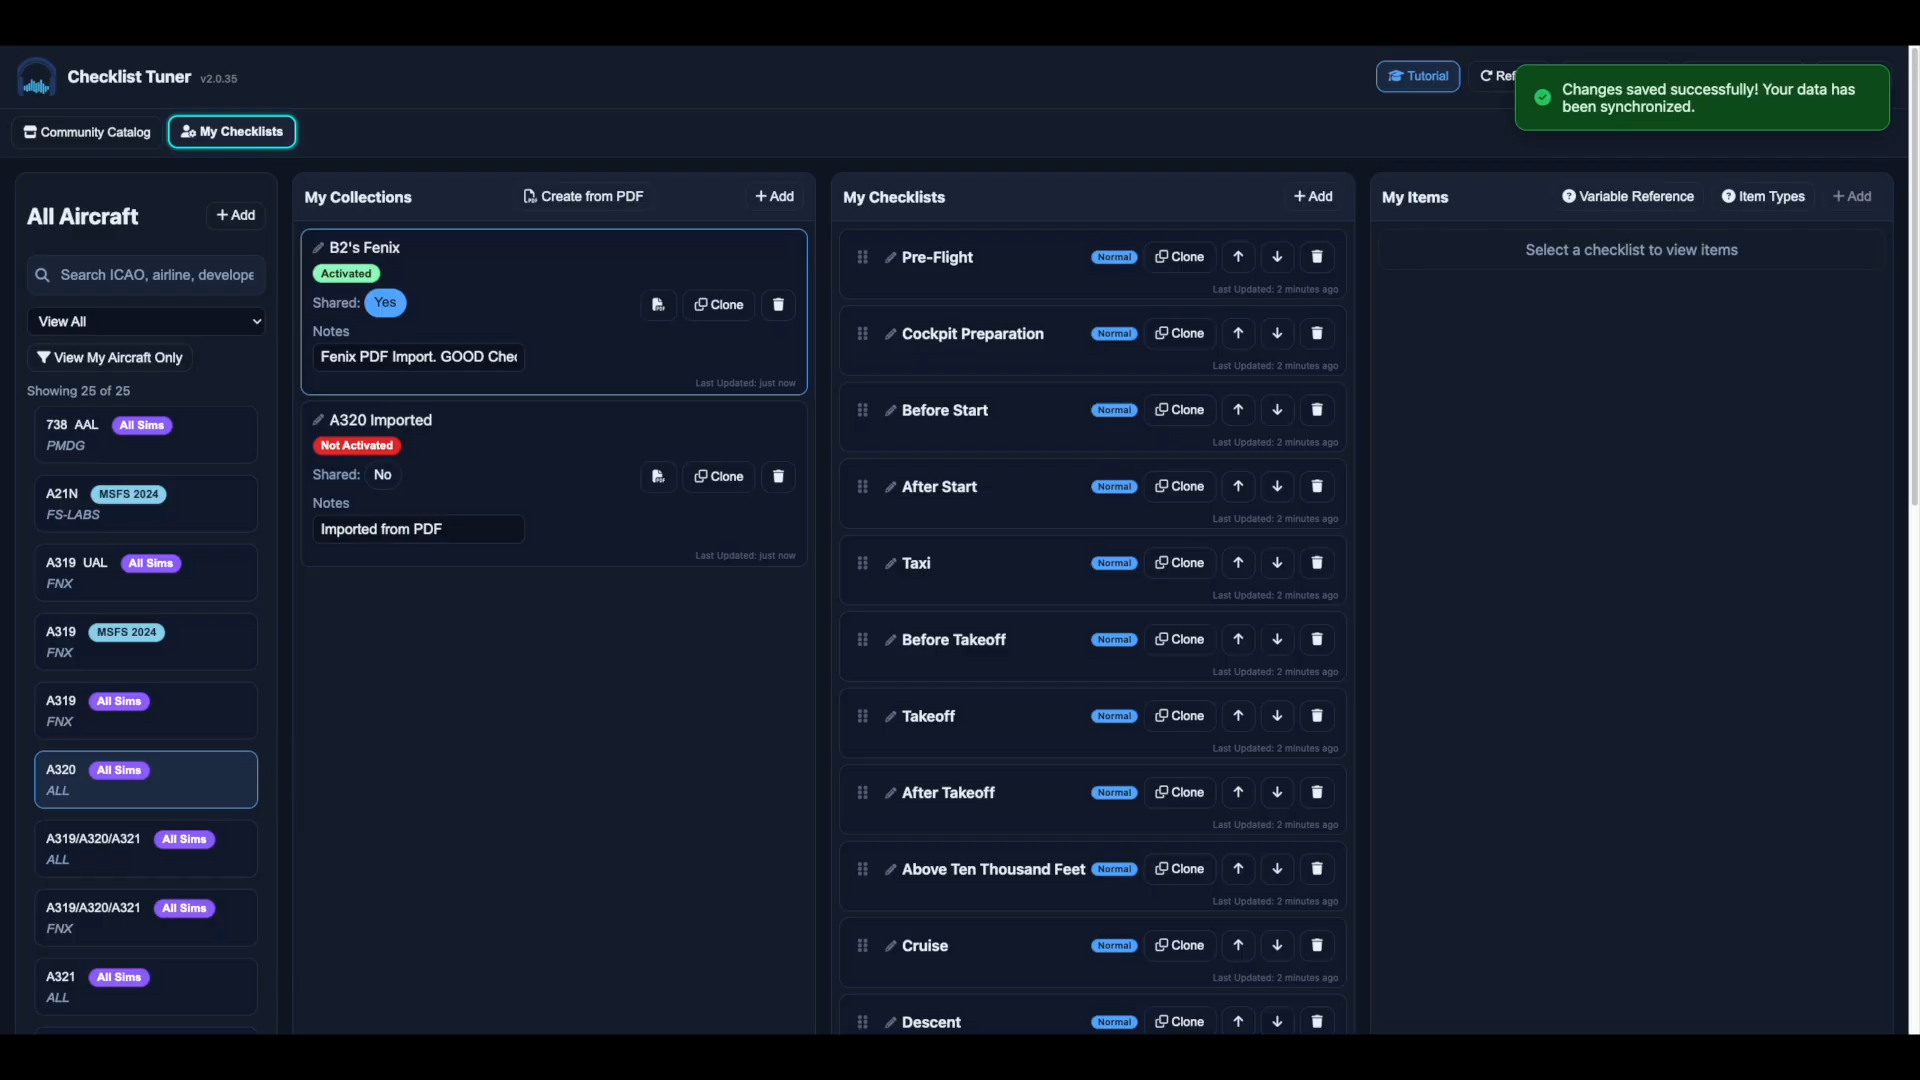 Checklist Tuner v2.0.35
Tutorial
Ref
Changes saved successfully! Your data has
been synchronized.
Community Catalog
My Checklists
All Aircraft
+ Add
Search ICAO, airline, develope
View All
View My Aircraft Only
Showing 25 of 25
738 AAL All Sims
PMDG
A21N MSFS 2024
FS-LABS
A319 UAL All Sims
FNX
A319 MSFS 2024
FNX
A319 All Sims
FNX
A320 All Sims
ALL
A319/A320/A321 All Sims
ALL
A319/A320/A321 All Sims
FNX
A321 All Sims
ALL
My Collections
Create from PDF
+ Add
B2's Fenix
Activated
Shared: Yes
Clone
Notes
Fenix PDF Import. GOOD Chec
Last Updated: just now
A320 Imported
Not Activated
Shared: No
Clone
Notes
Imported from PDF
Last Updated: just now
My Checklists
+ Add
Pre-Flight Normal Clone
Last Updated: 2 minutes ago
Cockpit Preparation Normal Clone
Last Updated: 2 minutes ago
Before Start Normal Clone
Last Updated: 2 minutes ago
After Start Normal Clone
Last Updated: 2 minutes ago
Taxi Normal Clone
Last Updated: 2 minutes ago
Before Takeoff Normal Clone
Last Updated: 2 minutes ago
Takeoff Normal Clone
Last Updated: 2 minutes ago
After Takeoff Normal Clone
Last Updated: 2 minutes ago
Above Ten Thousand Feet Normal Clone
Last Updated: 2 minutes ago
Cruise Normal Clone
Last Updated: 2 minutes ago
Descent Normal Clone
My Items
Variable Reference
Item Types
+ Add
Select a checklist to view items